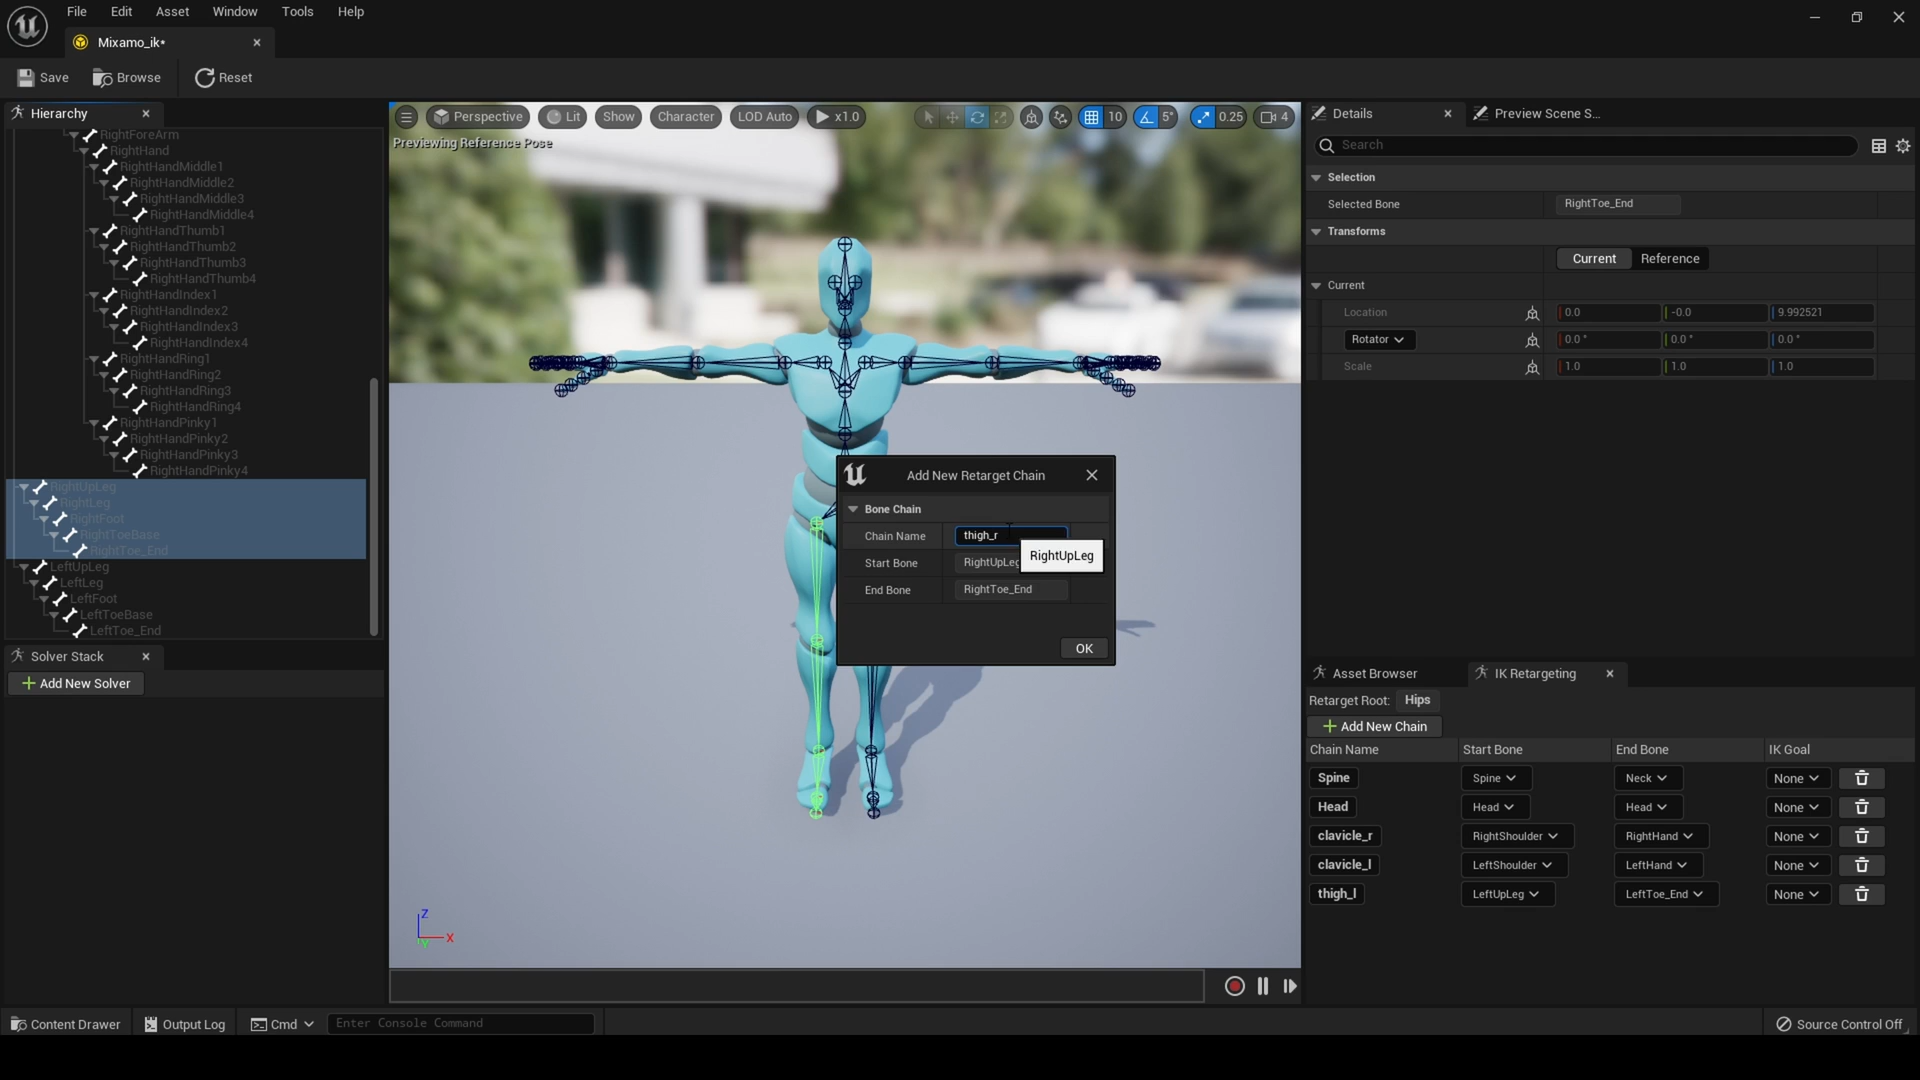 File Edit Asset Window Tools Help
Mixamo_ik*
Save Browse Reset
Hierarchy
RightForeArm
RightHand
RightHandMiddle1
RightHandMiddle2
RightHandMiddle3
RightHandMiddle4
RightHandThumb1
RightHandThumb2
RightHandThumb3
RightHandThumb4
RightHandIndex1
RightHandIndex2
RightHandIndex3
RightHandIndex4
RightHandRing1
RightHandRing2
RightHandRing3
RightHandRing4
RightHandPinky1
RightHandPinky2
RightHandPinky3
RightHandPinky4
RightUpLeg
RightLeg
RightFoot
RightToeBase
RightToe_End
LeftUpLeg
LeftLeg
LeftFoot
LeftToeBase
LeftToe_End
Solver Stack
Add New Solver
Perspective Lit Show Character LOD Auto x1.0 10 5° 0.25 4
Previewing Reference Pose
Add New Retarget Chain
Bone Chain
Chain Name thigh_r
RightUpLeg
Start Bone RightUpLeg
End Bone RightToe_End
OK
Z
X
Y
Details Preview Scene S...
Search
Selection
Selected Bone RightToe_End
Transforms
Current Reference
Current
Location 0.0 -0.0 9.992521
Rotator 0.0 ° 0.0 ° 0.0 °
Scale 1.0 1.0 1.0
Asset Browser IK Retargeting
Retarget Root: Hips
Add New Chain
Chain Name Start Bone End Bone IK Goal
Spine Spine Neck None
Head Head Head None
clavicle_r RightShoulder RightHand None
clavicle_l LeftShoulder LeftHand None
thigh_l LeftUpLeg LeftToe_End None
Content Drawer Output Log Cmd Enter Console Command Source Control Off